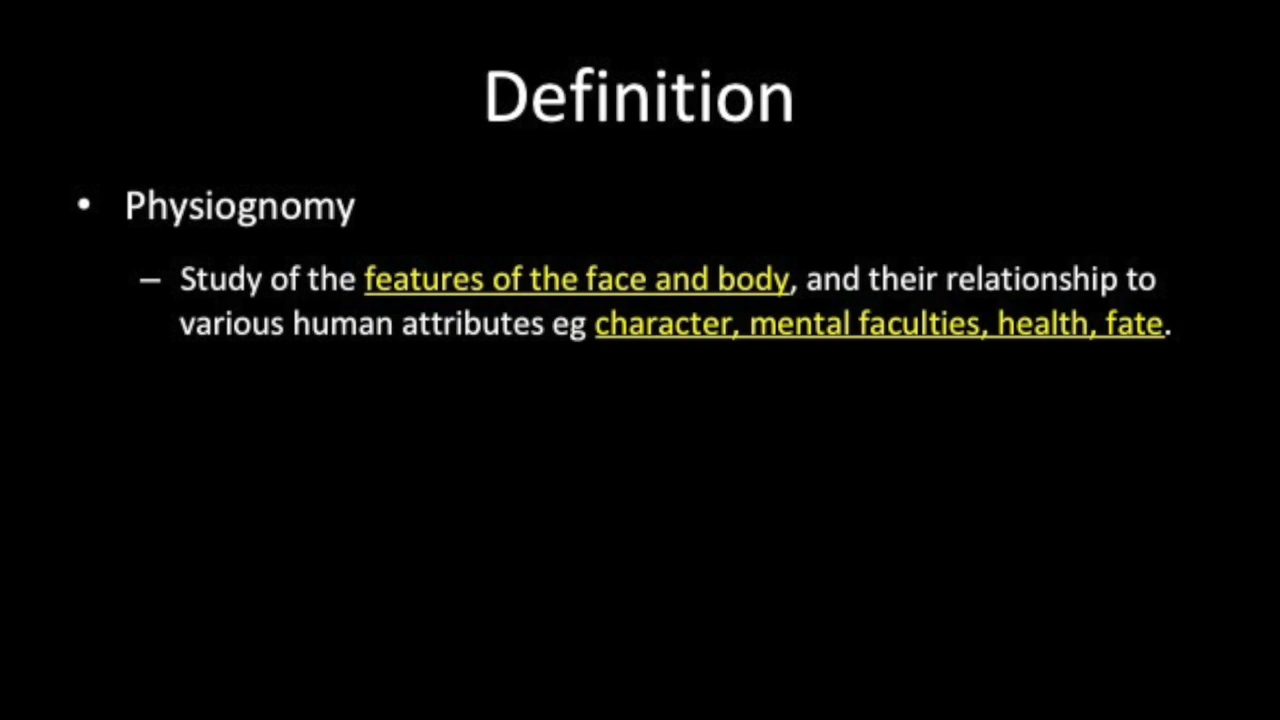 Definition
• Physiognomy
– Study of the features of the face and body, and their relationship to
various human attributes eg character, mental faculties, health, fate.